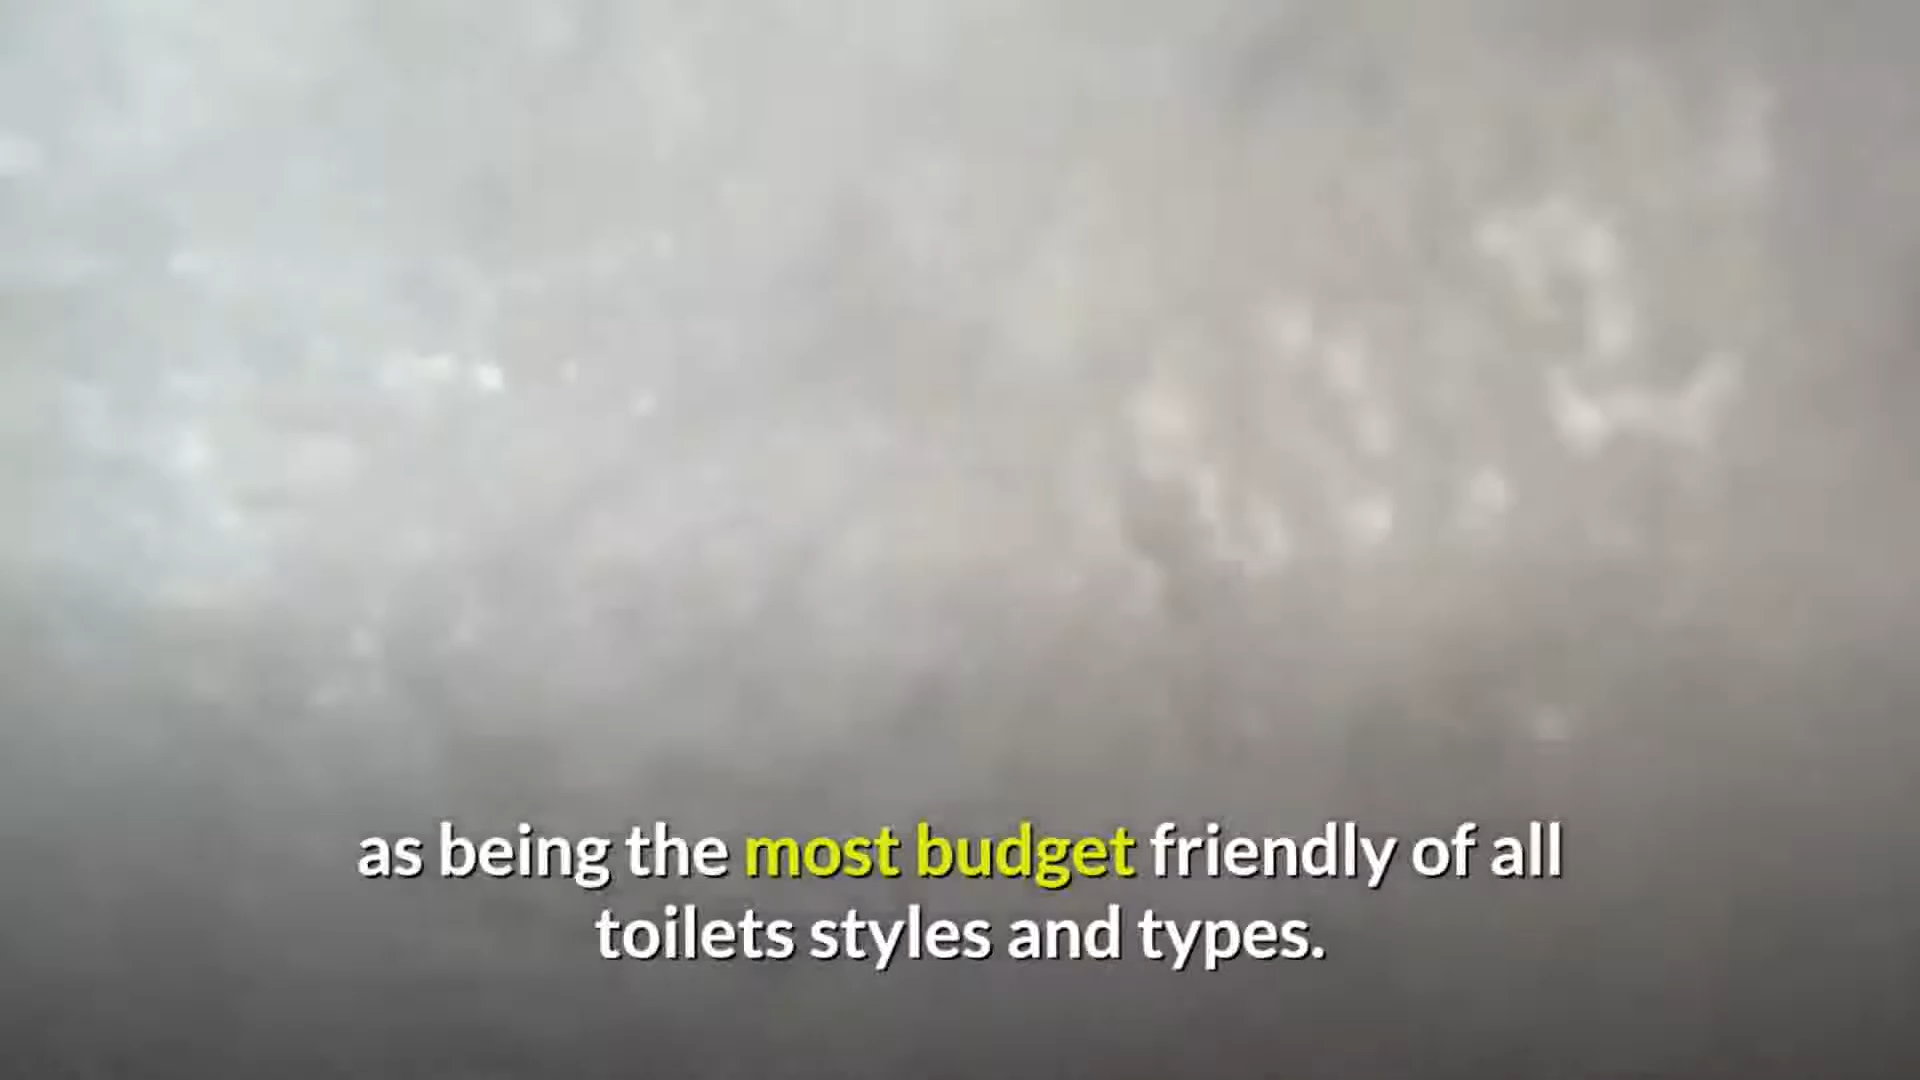 as being the most budget friendly of all
toilets styles and types.